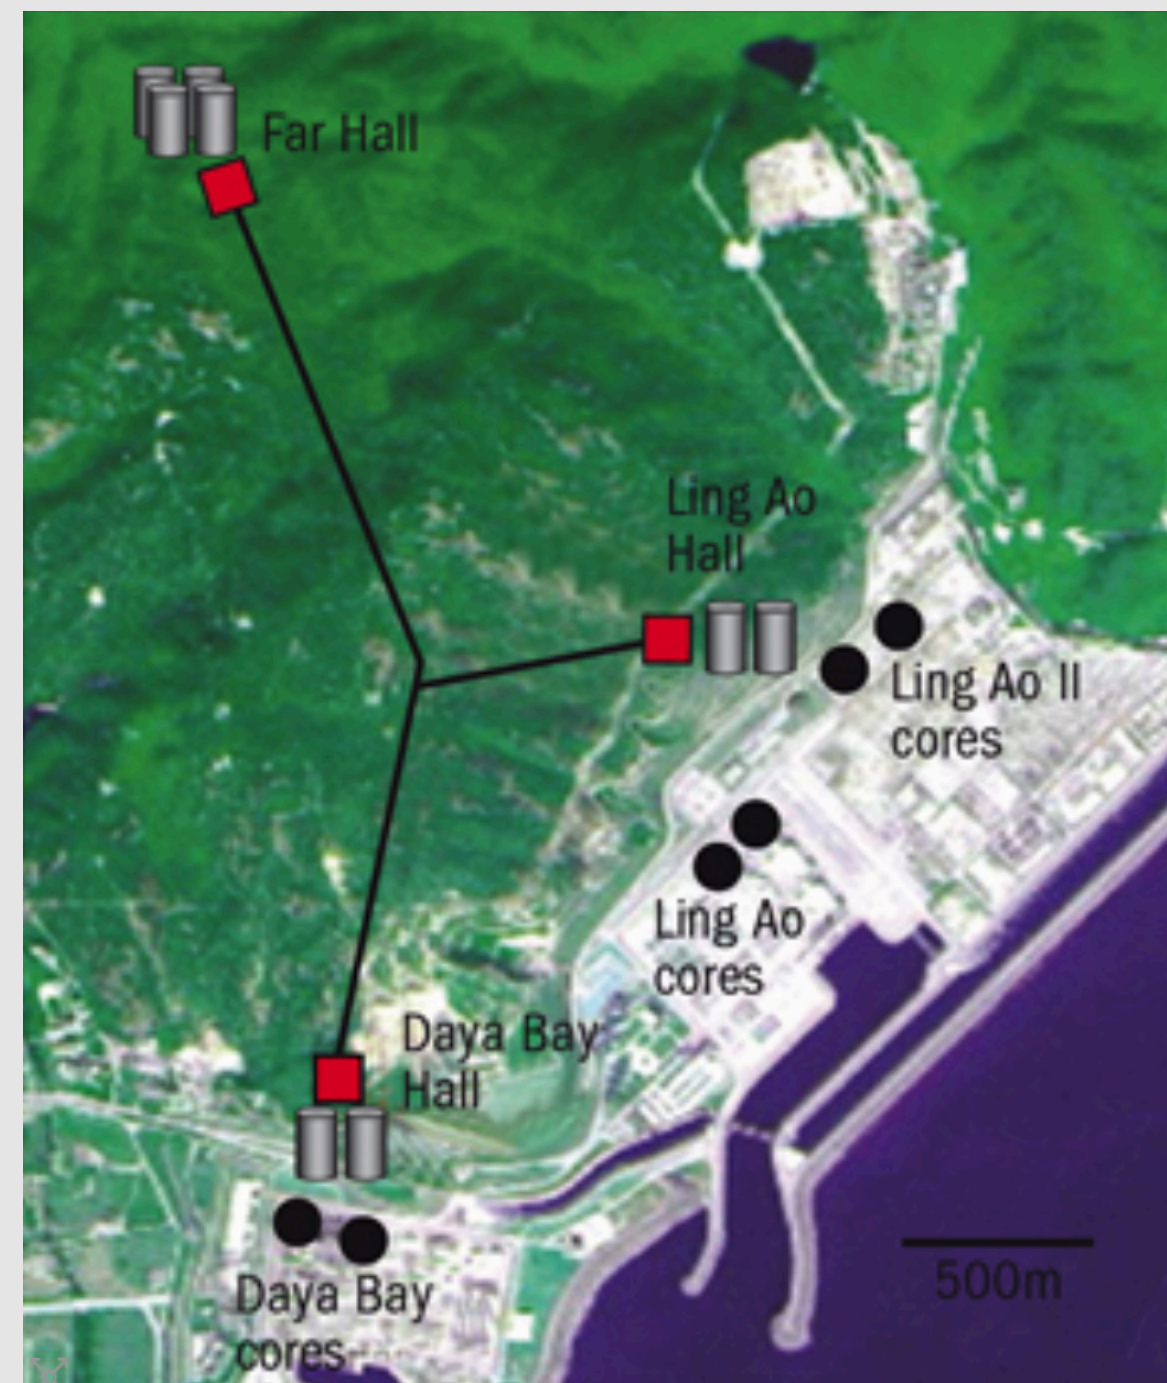 Far Hall
Ling Ao
Hall
Ling Ao II
cores
Ling Ao
cores
Daya Bay
Hall
500m
Daya Bay
cores